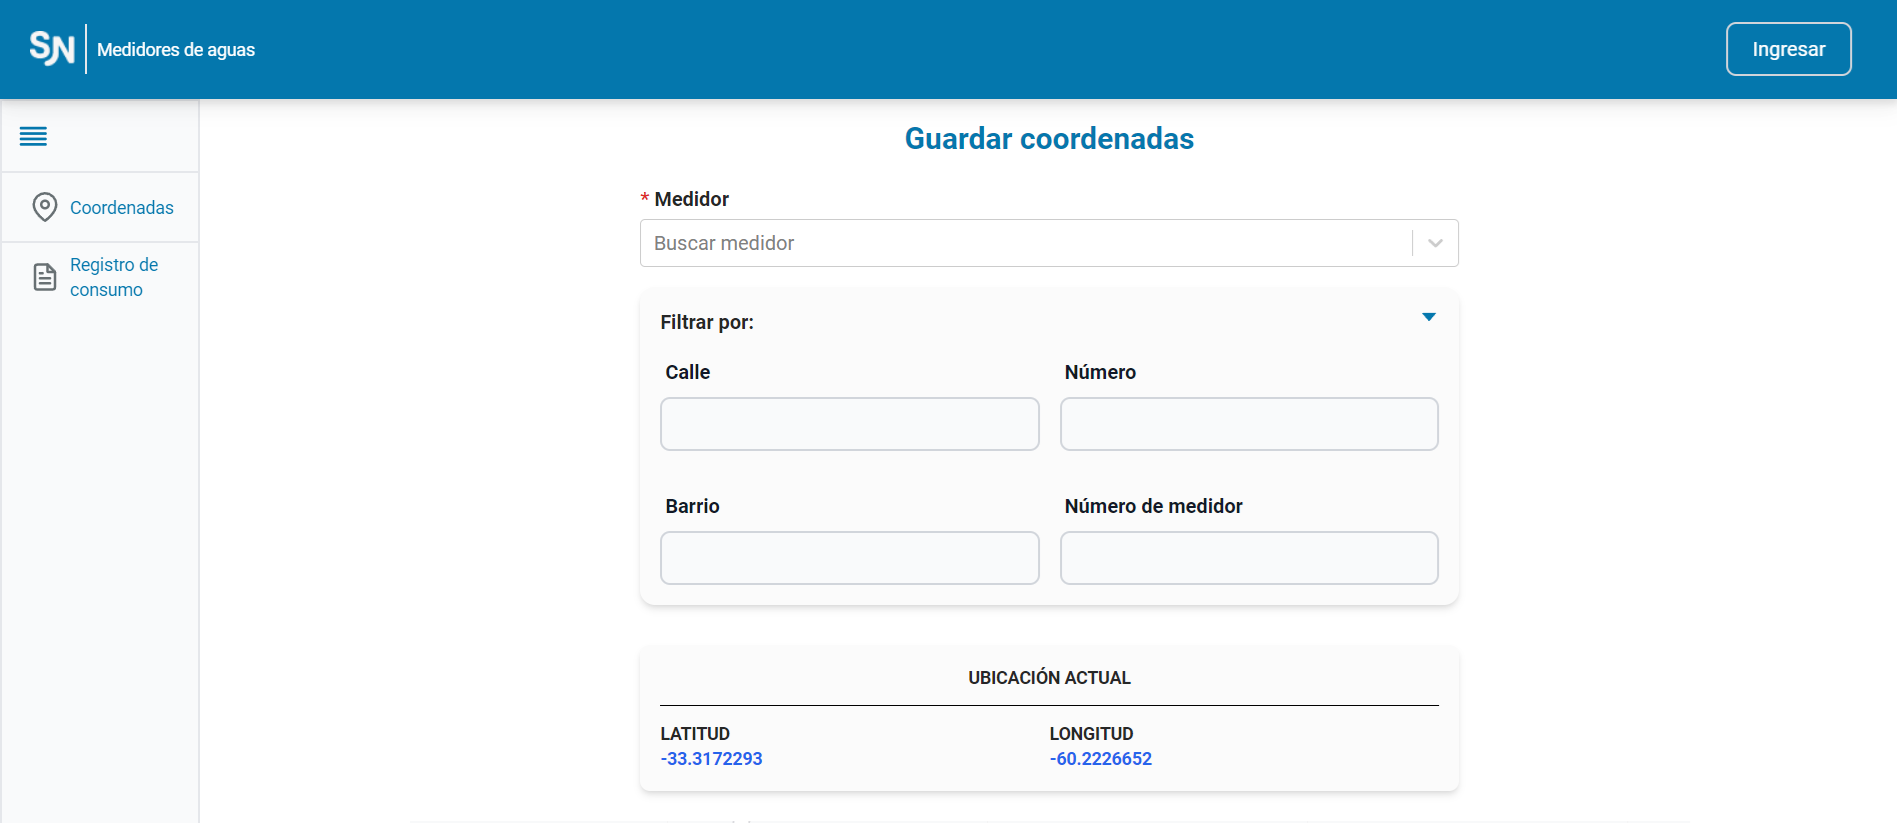 SN
Medidores de aguas
Ingresar
Coordenadas
Registro de
consumo
Guardar coordenadas
* Medidor
Buscar medidor
Filtrar por:
Calle
Número
Barrio
Número de medidor
UBICACIÓN ACTUAL
LATITUD
LONGITUD
-33.3172293
-60.2226652